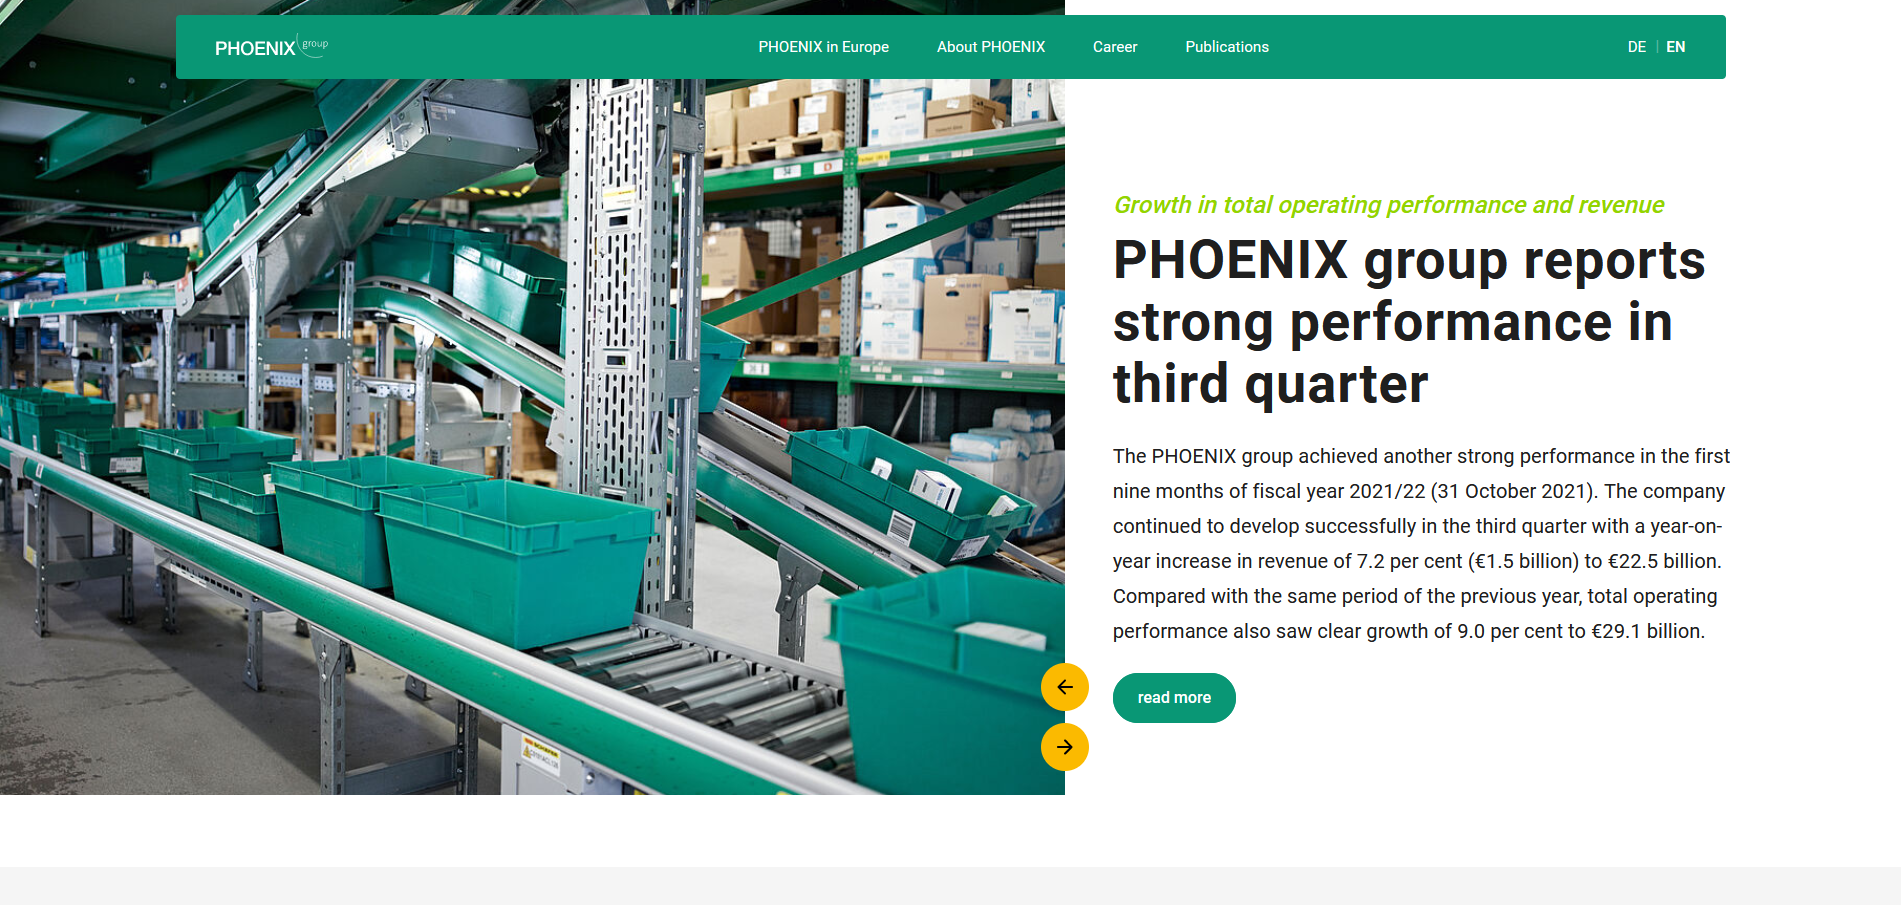 PHOENIX group
PHOENIX in Europe
About PHOENIX
Career
Publications
DE | EN
Growth in total operating performance and revenue
PHOENIX group reports
strong performance in
third quarter
The PHOENIX group achieved another strong performance in the first
nine months of fiscal year 2021/22 (31 October 2021). The company
continued to develop successfully in the third quarter with a year-on-
year increase in revenue of 7.2 per cent (€1.5 billion) to €22.5 billion.
Compared with the same period of the previous year, total operating
performance also saw clear growth of 9.0 per cent to €29.1 billion.
read more